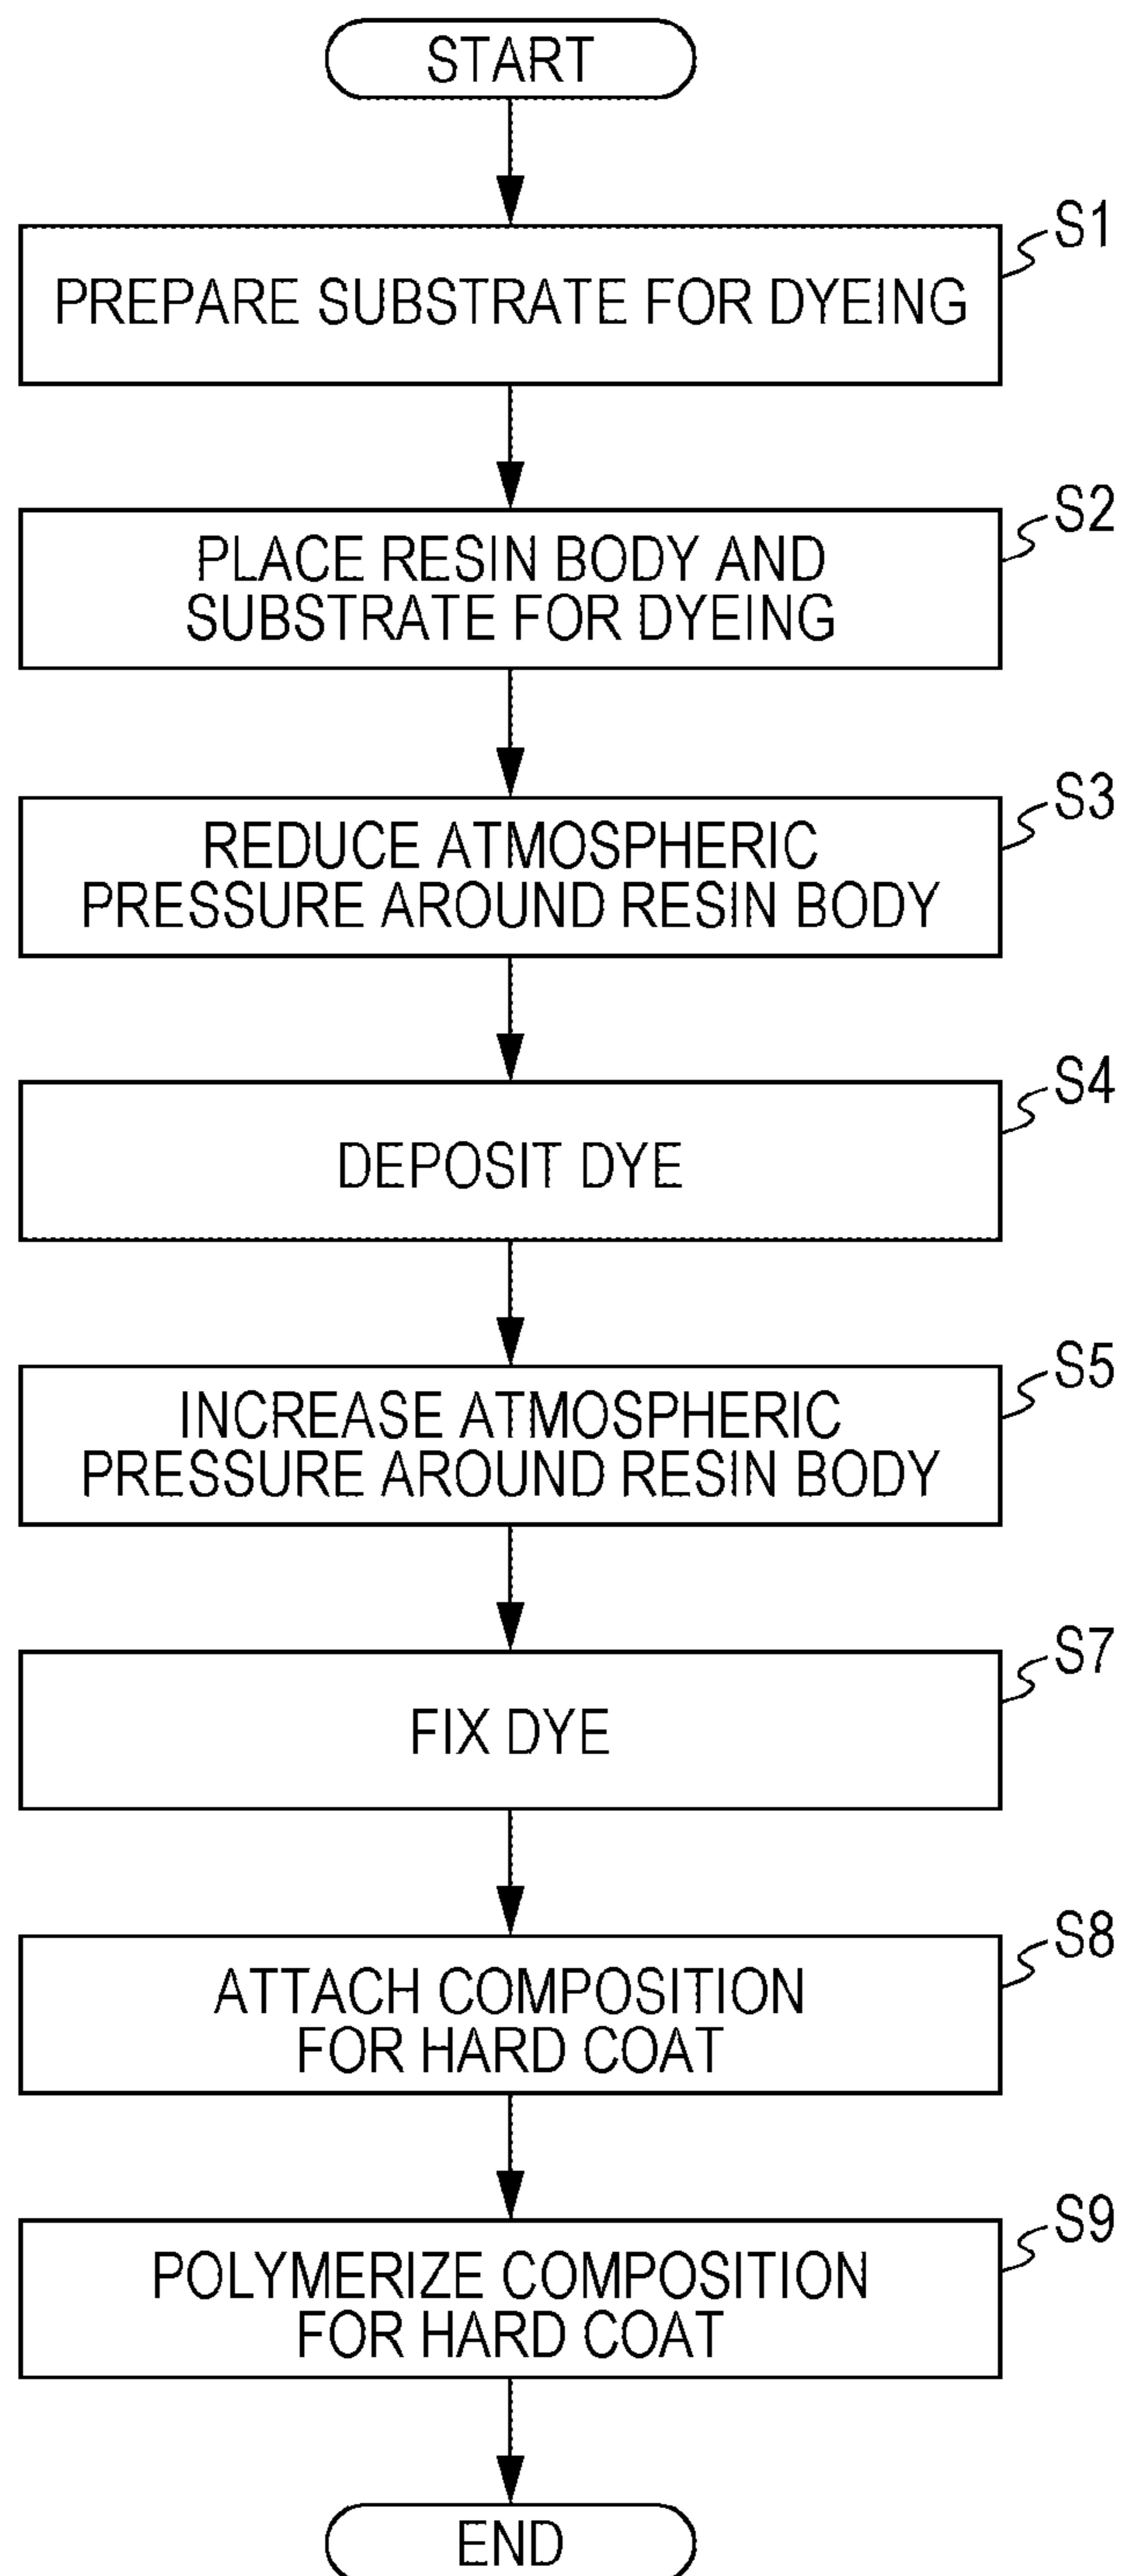 START
S1
PREPARE SUBSTRATE FOR DYEING
S2
PLACE RESIN BODY AND
SUBSTRATE FOR DYEING
S3
REDUCE ATMOSPHERIC
PRESSURE AROUND RESIN BODY
S4
DEPOSIT DYE
S5
INCREASE ATMOSPHERIC
PRESSURE AROUND RESIN BODY
S7
FIX DYE
S8
ATTACH COMPOSITION
FOR HARD COAT
S9
POLYMERIZE COMPOSITION
FOR HARD COAT
END